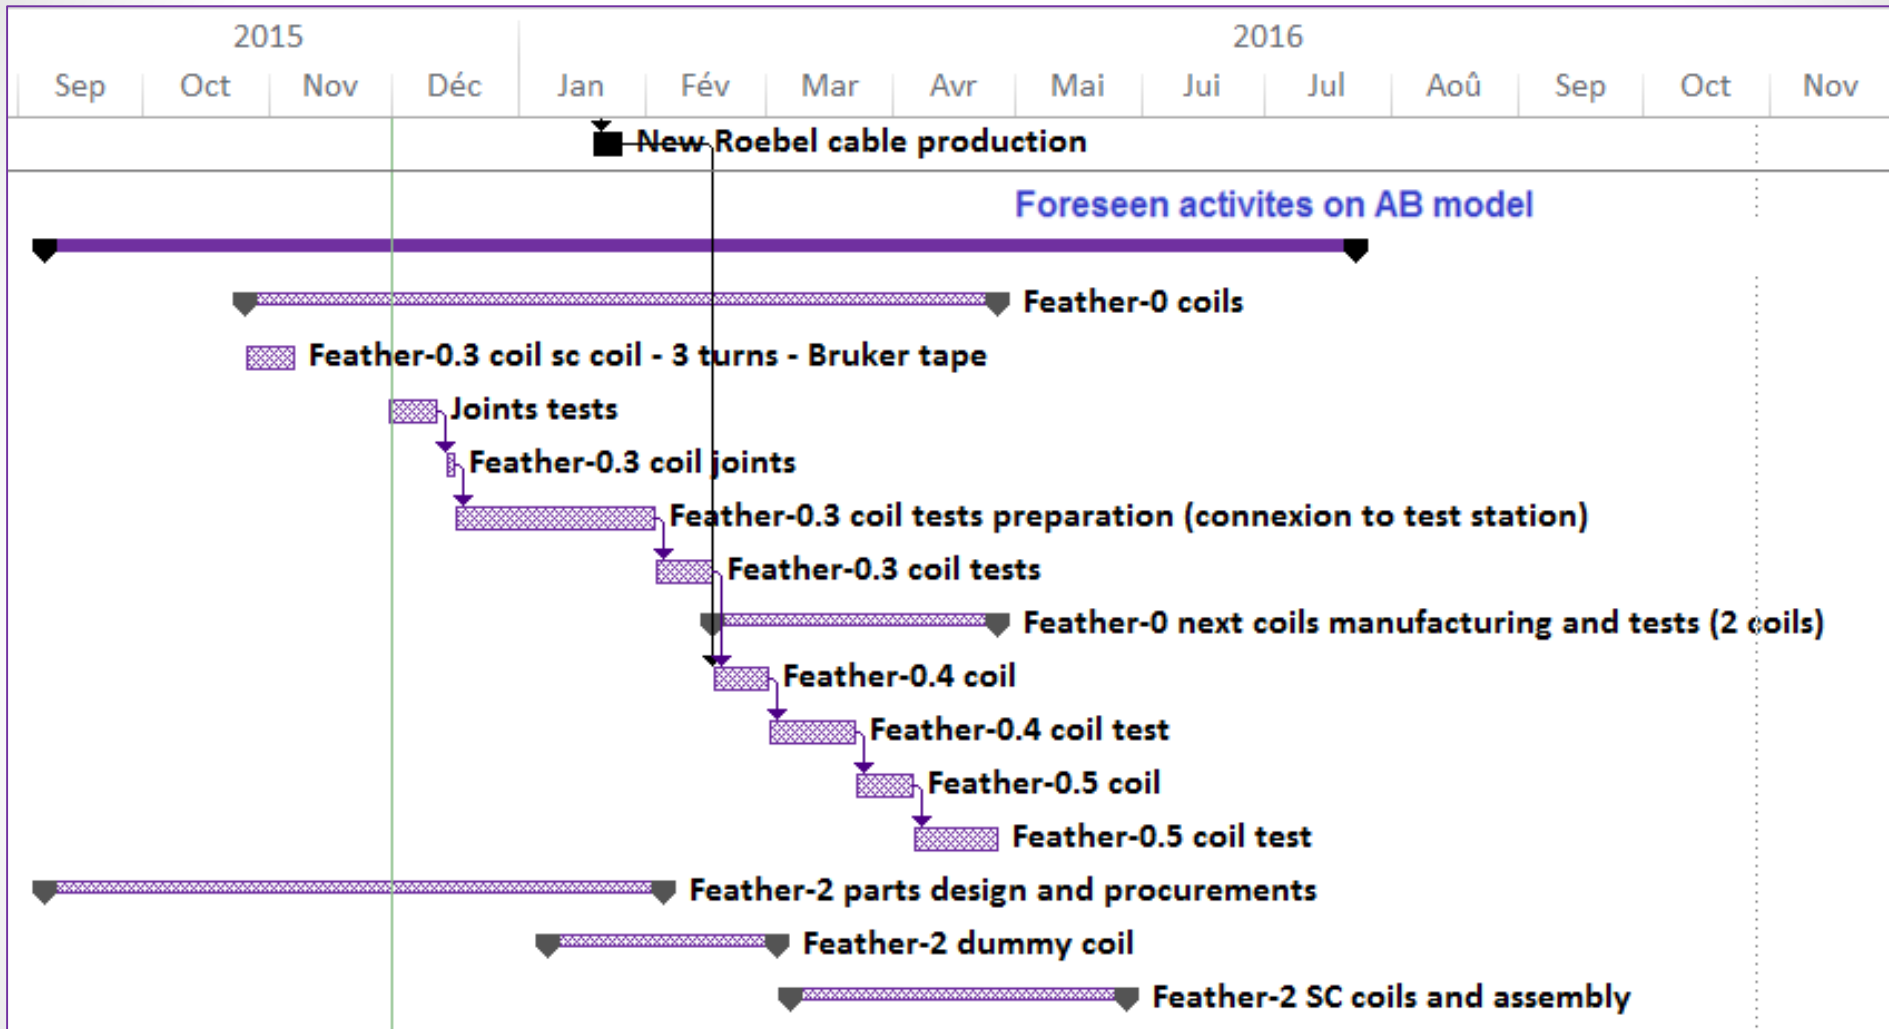 2015 2016
Sep Oct Nov Déc Jan Fév Mar Avr Mai Jui Jul Aoû Sep Oct Nov
New Roebel cable production
Foreseen activites on AB model
Feather-0 coils
Feather-0.3 coil sc coil - 3 turns - Bruker tape
Joints tests
Feather-0.3 coil joints
Feather-0.3 coil tests preparation (connexion to test station)
Feather-0.3 coil tests
Feather-0 next coils manufacturing and tests (2 coils)
Feather-0.4 coil
Feather-0.4 coil test
Feather-0.5 coil
Feather-0.5 coil test
Feather-2 parts design and procurements
Feather-2 dummy coil
Feather-2 SC coils and assembly